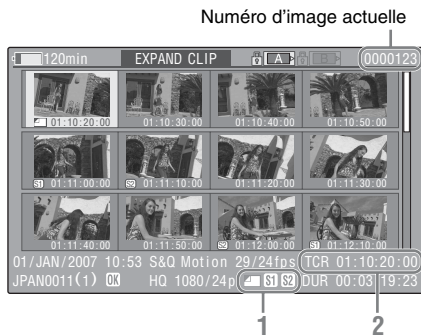 Numéro d'image actuelle
120min EXPAND CLIP A B 0000123
01:10:20:00 01:10:30:00 01:10:40:00 01:10:50:00
S1 01:11:00:00 S2 01:11:10:00 01:11:20:00 01:11:30:00
01:11:40:00 01:11:50:00 S2 01:12:00:00 S1 01:12:10:00
01/JAN/2007 10:53 S&Q Motion 29/24fps TCR 01:10:20:00
JPAN0011(1) OK HQ 1080/24p S1 S2 DUR 00:03:19:23
1 2